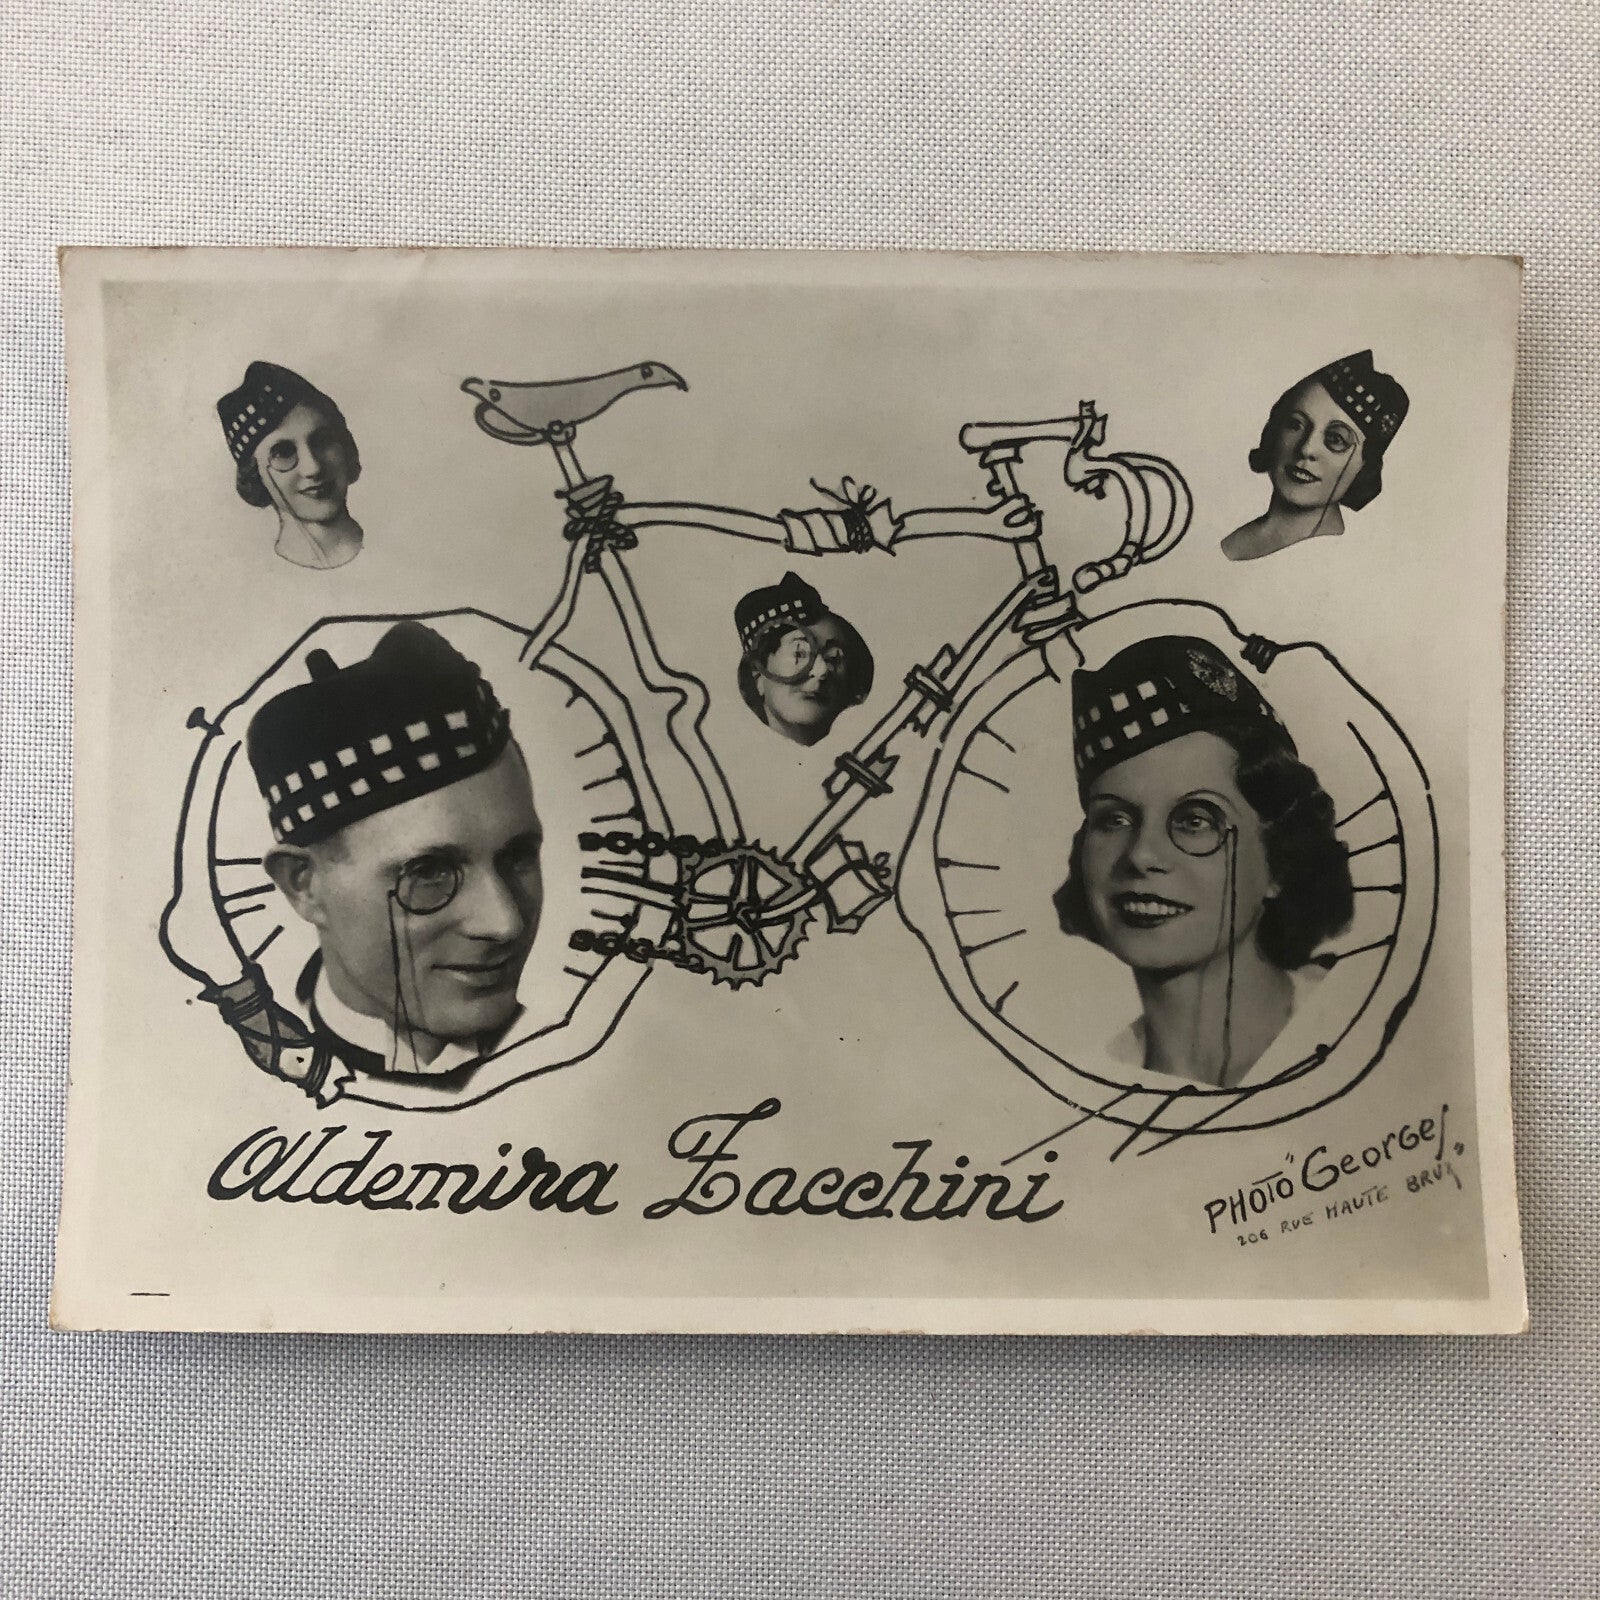 Aldemira Zacchini
PHOTO "Georges"
206 RUE HAUTE BRUX